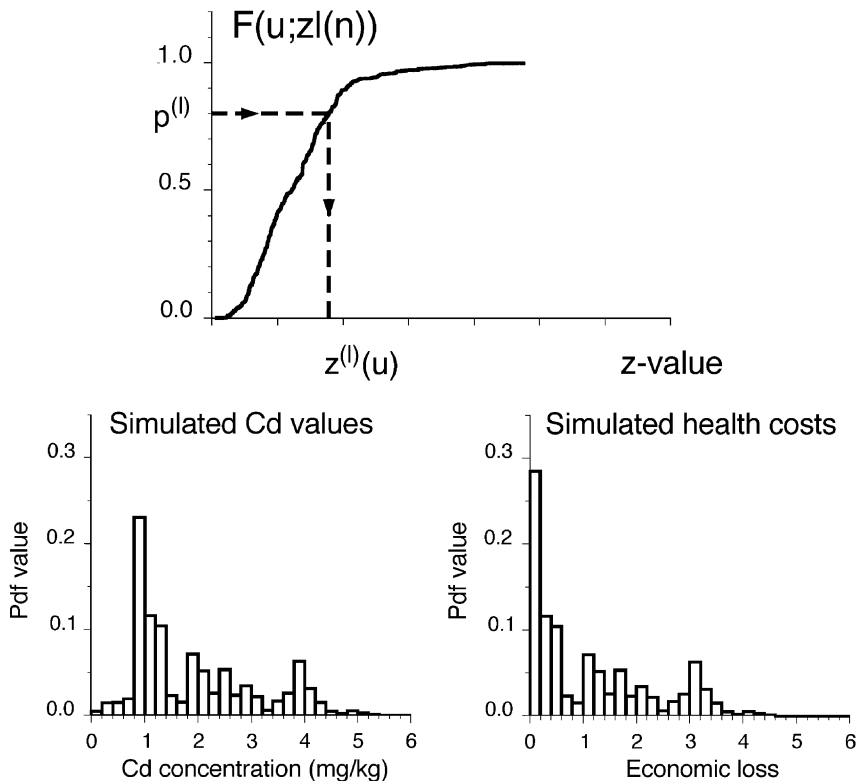 F(u;zl(n))
1.0
p(l)
0.5
0.0
z(l)(u) z-value
Simulated Cd values
0.3
0.2
0.1
0.0
Pdf value
0 1 2 3 4 5 6
Cd concentration (mg/kg)
Simulated health costs
0.3
0.2
0.1
0.0
Pdf value
0 1 2 3 4 5 6
Economic loss